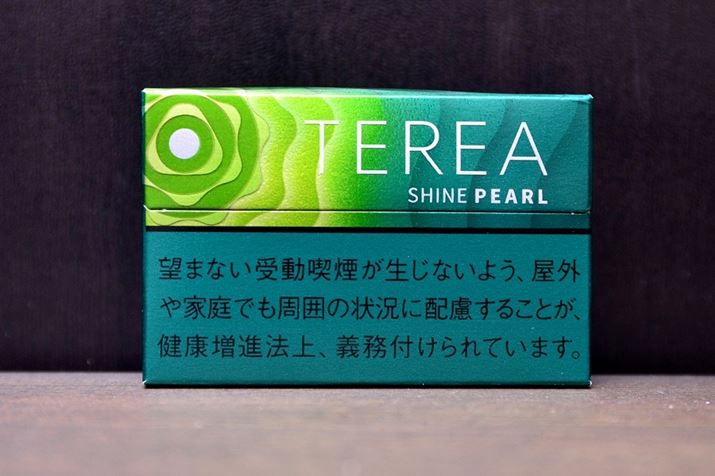 TEREA
SHINE PEARL
望まない受動喫煙が生じないよう、屋外
や家庭でも周囲の状況に配慮することが、
健康増進法上、義務付けられています。